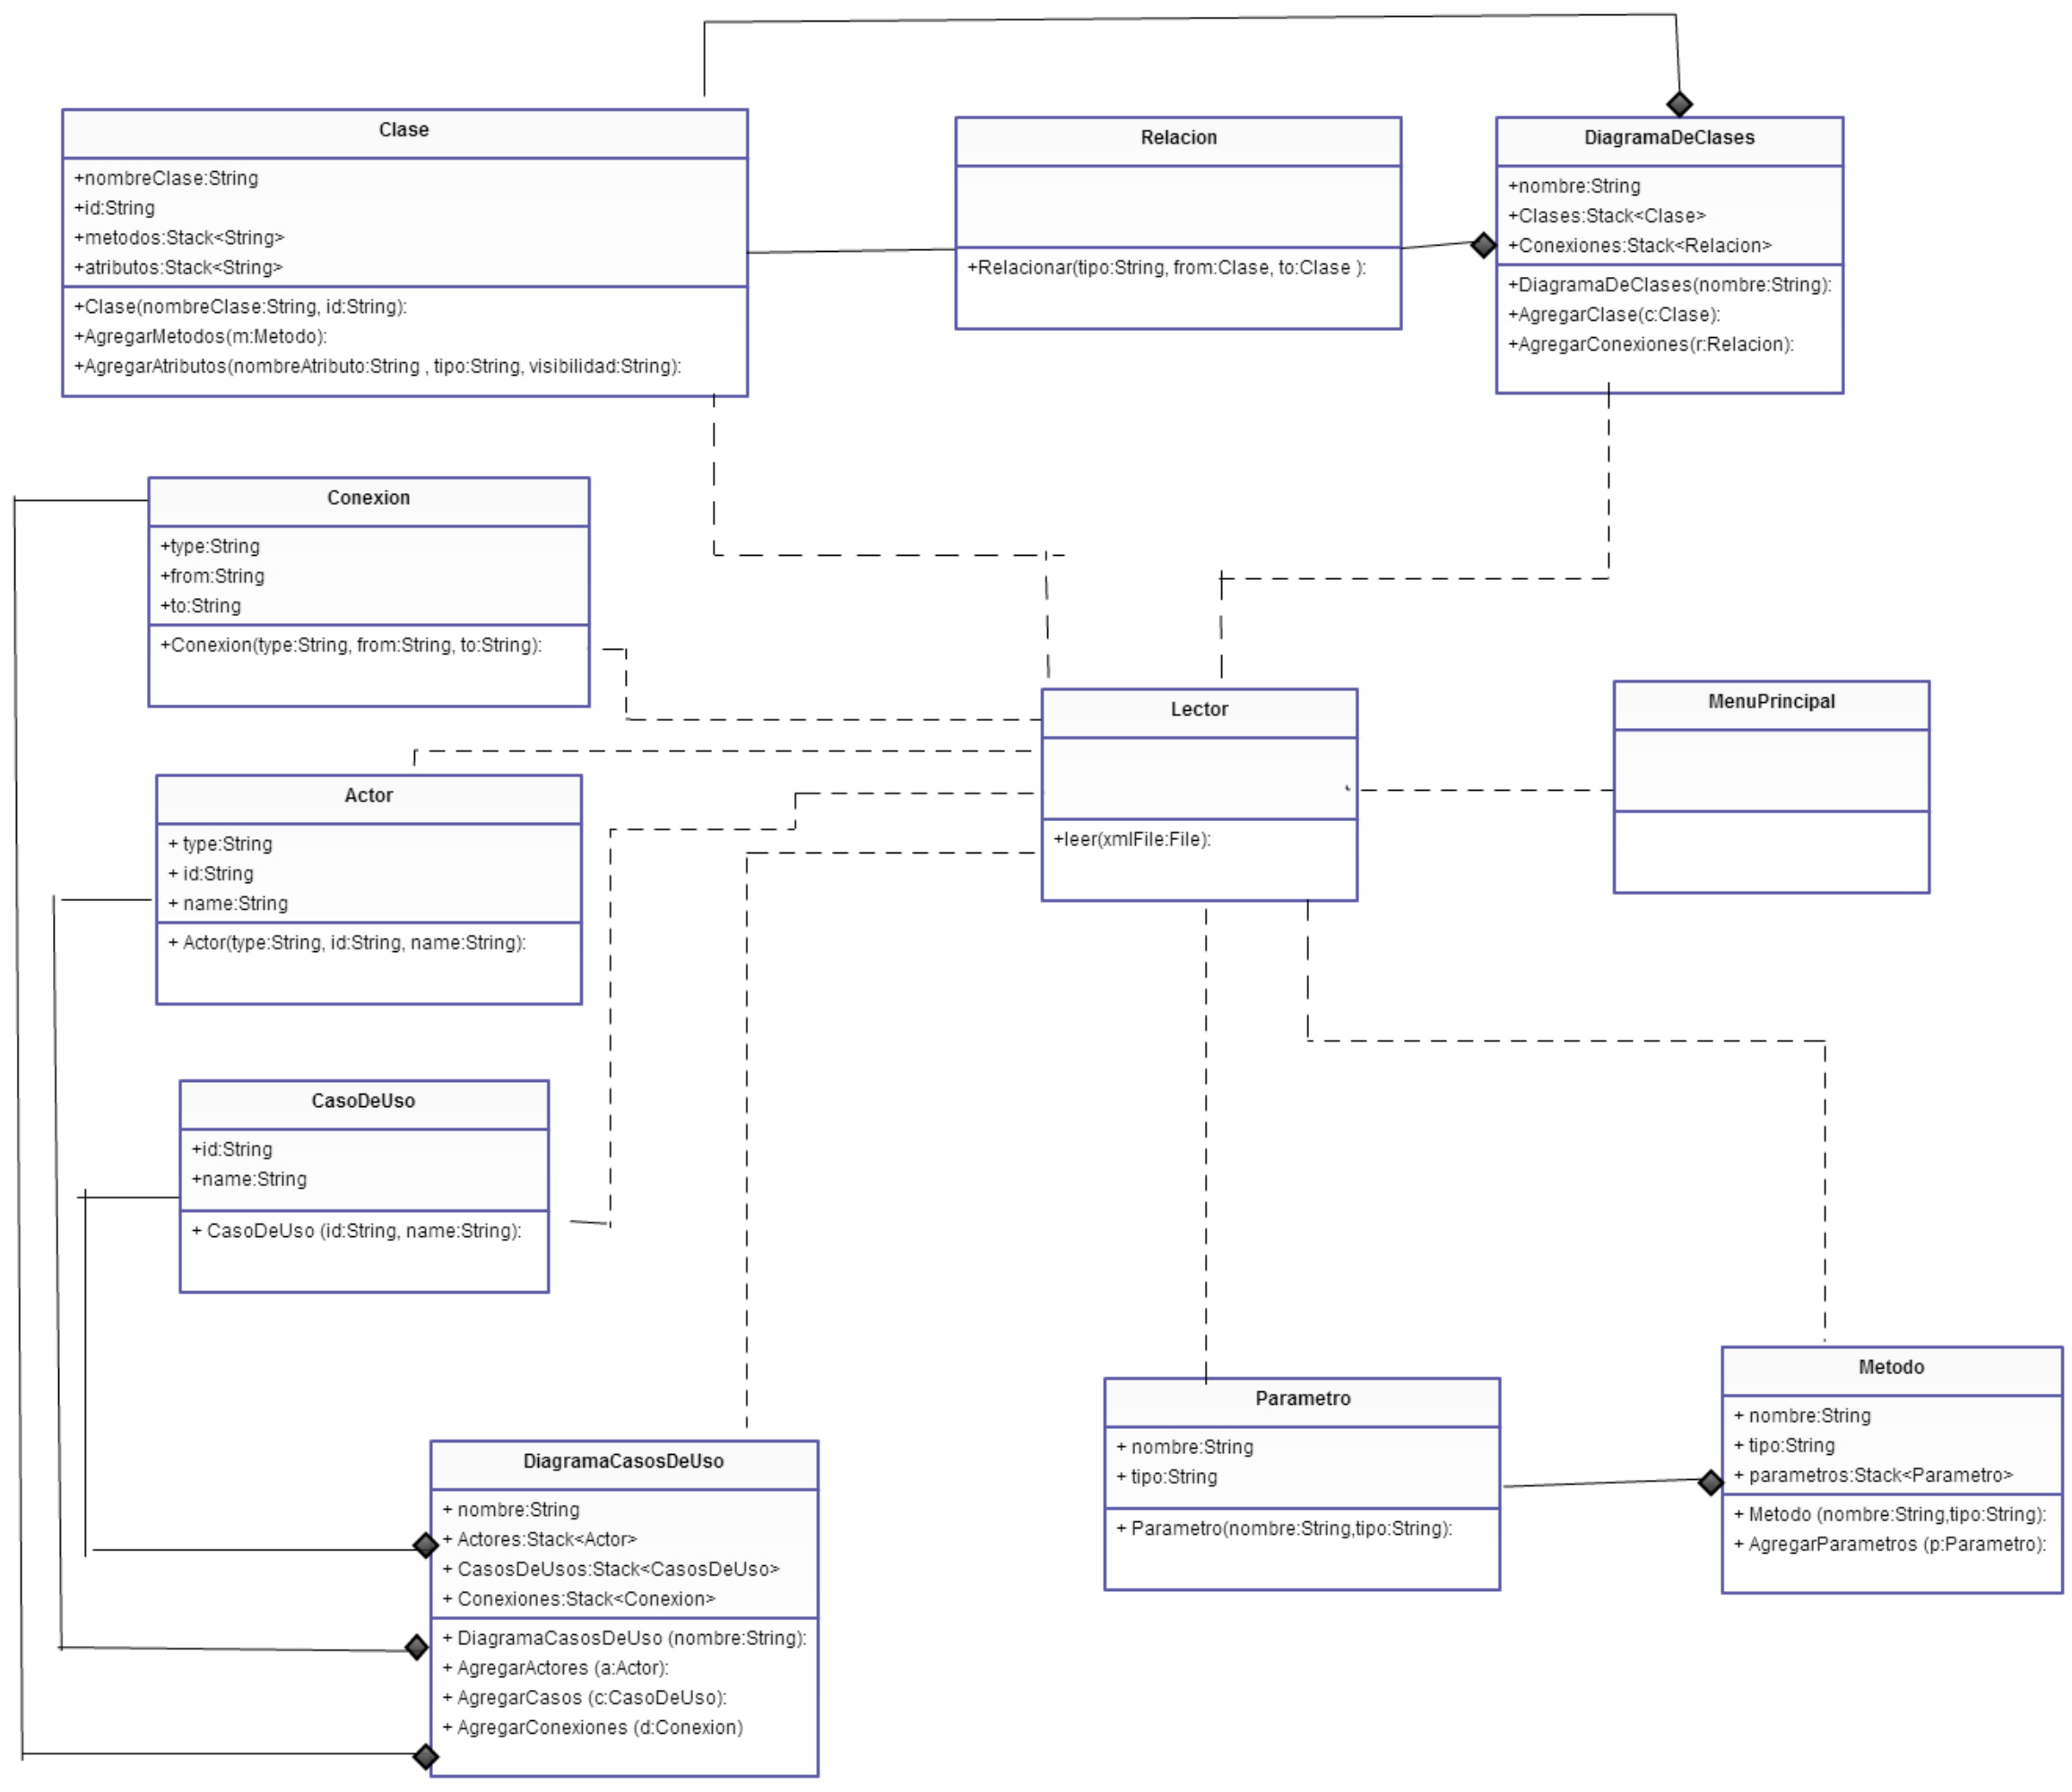 Clase
+nombreClase:String
+id:String
+metodos:Stack<String>
+atributos:Stack<String>
+Clase(nombreClase:String, id:String):
+AgregarMetodos(m:Metodo):
+AgregarAtributos(nombreAtributo:String , tipo:String, visibilidad:String):
Relacion
+Relacionar(tipo:String, from:Clase, to:Clase ):
DiagramaDeClases
+nombre:String
+Clases:Stack<Clase>
+Conexiones:Stack<Relacion>
+DiagramaDeClases(nombre:String):
+AgregarClase(c:Clase):
+AgregarConexiones(r:Relacion):
Conexion
+type:String
+from:String
+to:String
+Conexion(type:String, from:String, to:String):
Lector
+leer(xmlFile:File):
MenuPrincipal
Actor
+ type:String
+ id:String
+ name:String
+ Actor(type:String, id:String, name:String):
CasoDeUso
+id:String
+name:String
+ CasoDeUso (id:String, name:String):
DiagramaCasosDeUso
+ nombre:String
+ Actores:Stack<Actor>
+ CasosDeUsos:Stack<CasosDeUso>
+ Conexiones:Stack<Conexion>
+ DiagramaCasosDeUso (nombre:String):
+ AgregarActores (a:Actor):
+ AgregarCasos (c:CasoDeUso):
+ AgregarConexiones (d:Conexion)
Parametro
+ nombre:String
+ tipo:String
+ Parametro(nombre:String,tipo:String):
Metodo
+ nombre:String
+ tipo:String
+ parametros:Stack<Parametro>
+ Metodo (nombre:String,tipo:String):
+ AgregarParametros (p:Parametro):